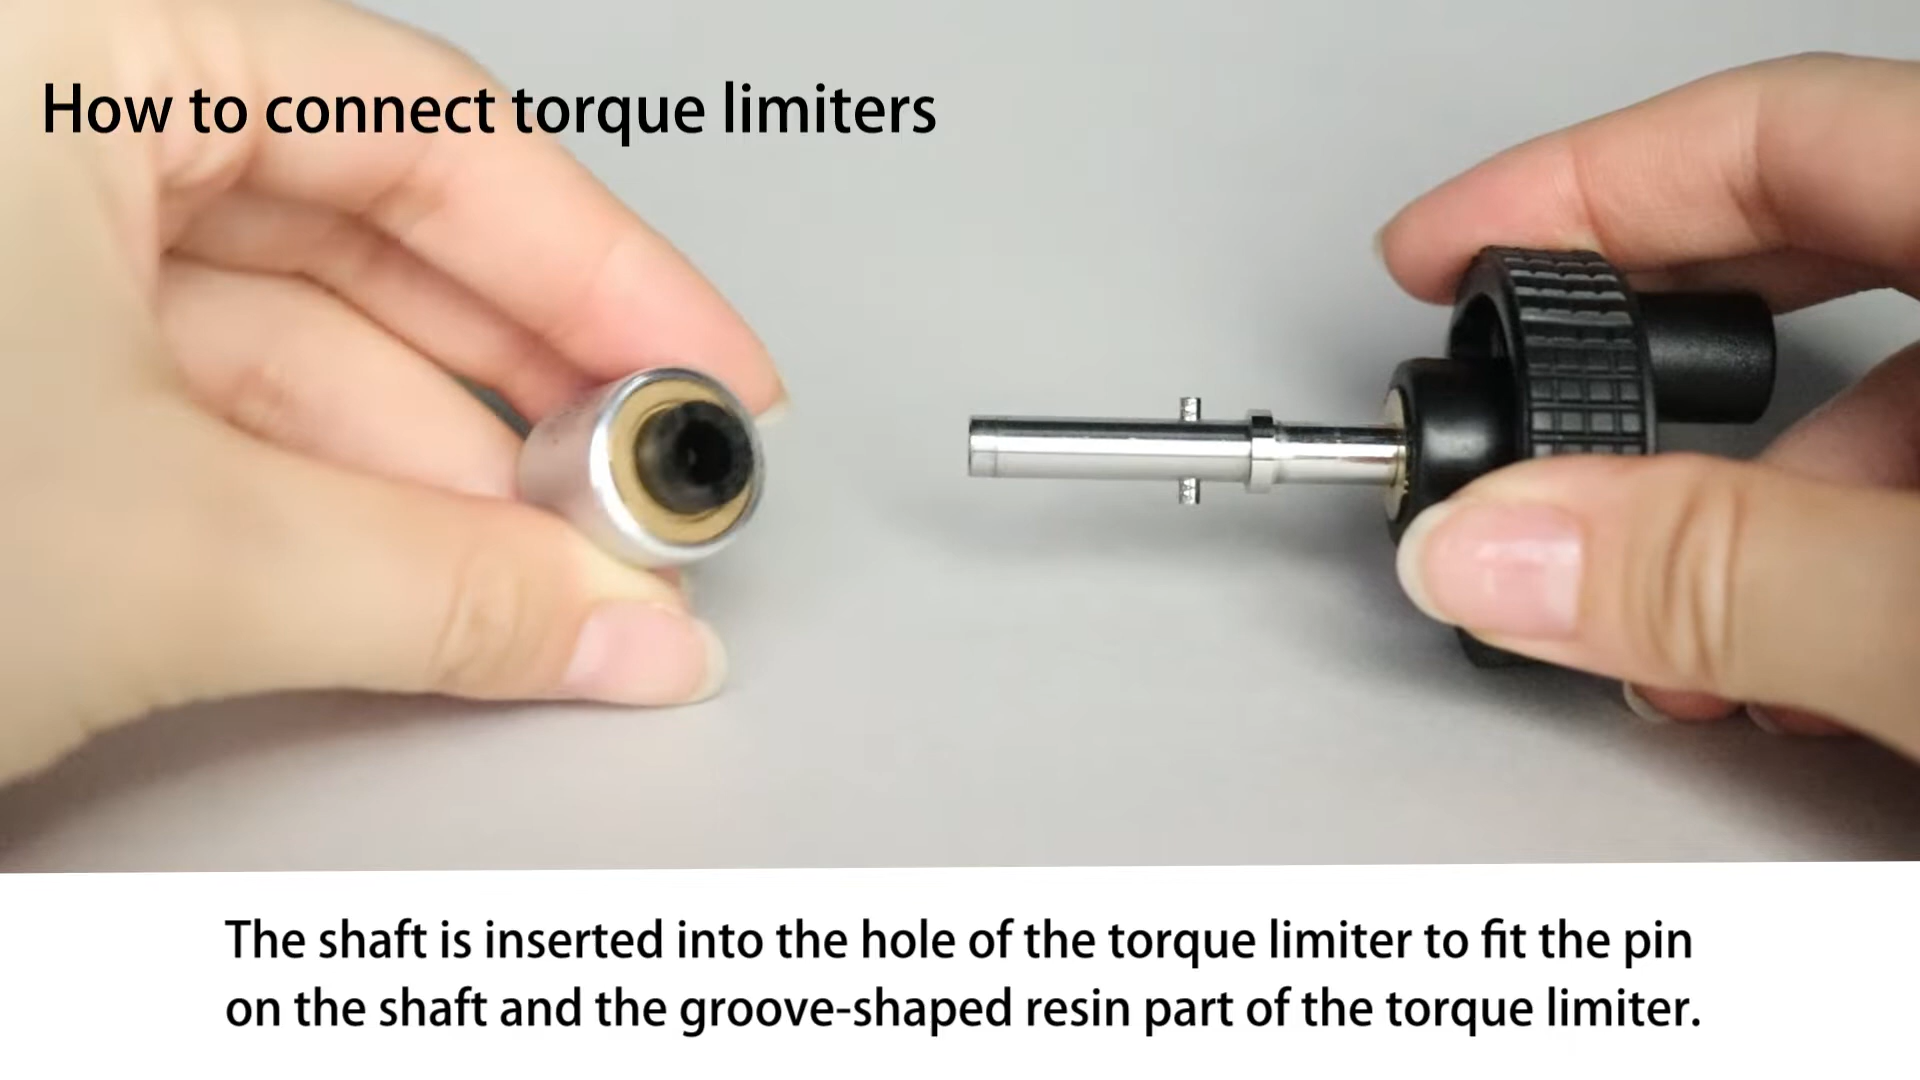 How to connect torque limiters
The shaft is inserted into the hole of the torque limiter to fit the pin
on the shaft and the groove-shaped resin part of the torque limiter.